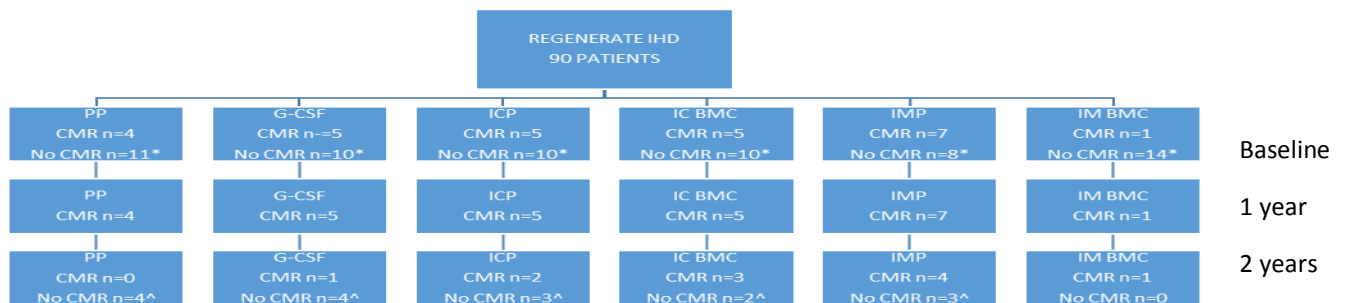 REGENERATE IHD
90 PATIENTS
PP
CMR n=4
No CMR n=11*
G-CSF
CMR n-=5
No CMR n=10*
ICP
CMR n=5
No CMR n=10*
IC BMC
CMR n=5
No CMR n=10*
IMP
CMR n=7
No CMR n=8*
IM BMC
CMR n=1
No CMR n=14*
Baseline
PP
CMR n=4
G-CSF
CMR n=5
ICP
CMR n=5
IC BMC
CMR n=5
IMP
CMR n=7
IM BMC
CMR n=1
1 year
PP
CMR n=0
No CMR n=4^
G-CSF
CMR n=1
No CMR n=4^
ICP
CMR n=2
No CMR n=3^
IC BMC
CMR n=3
No CMR n=2^
IMP
CMR n=4
No CMR n=3^
IM BMC
CMR n=1
No CMR n=0
2 years